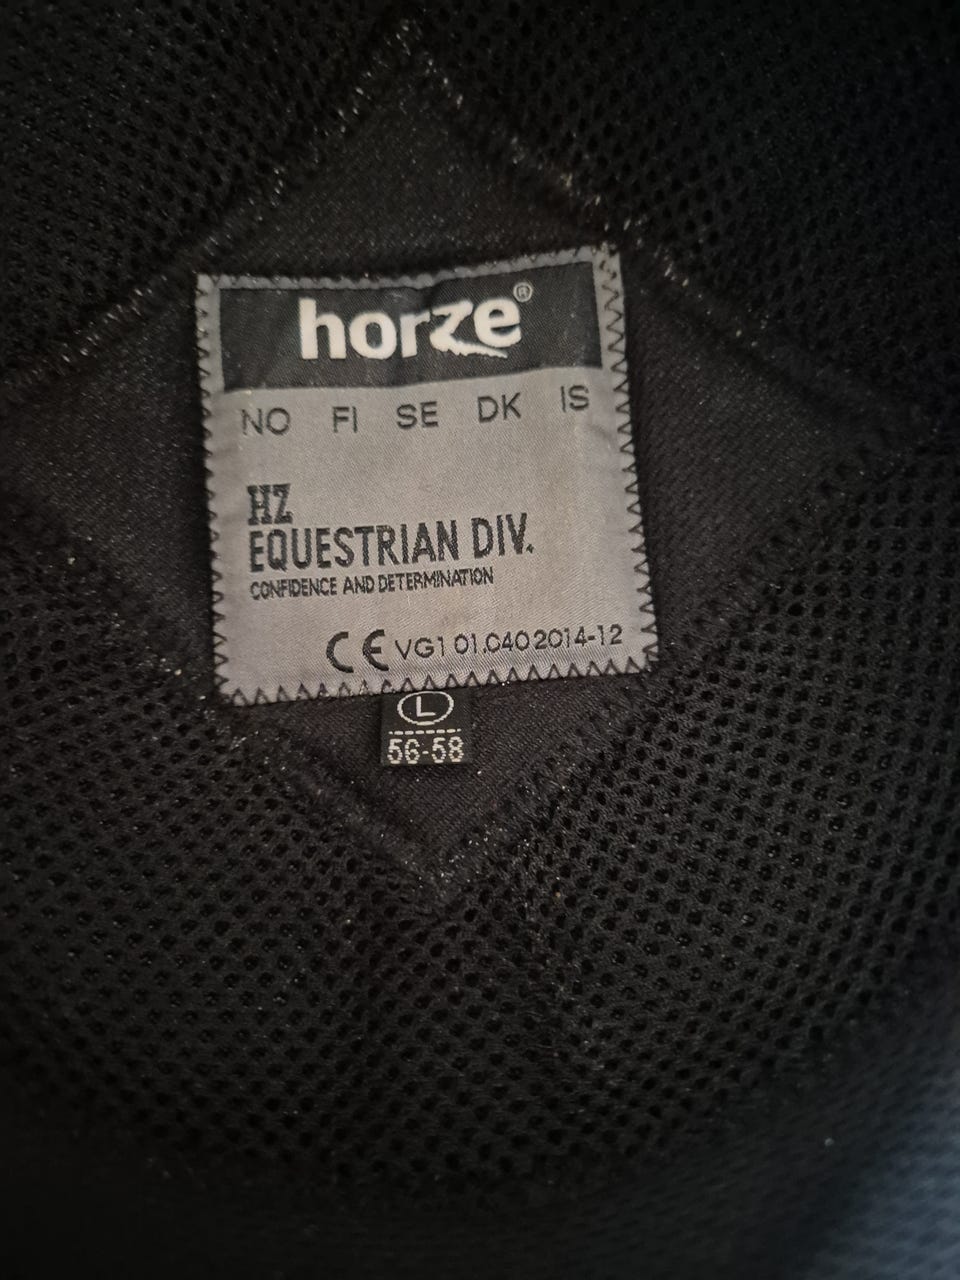 horze®
NO FI SE DK IS
HZ
EQUESTRIAN DIV.
CONFIDENCE AND DETERMINATION
CE VG1 01.040 2014-12
L
56-58